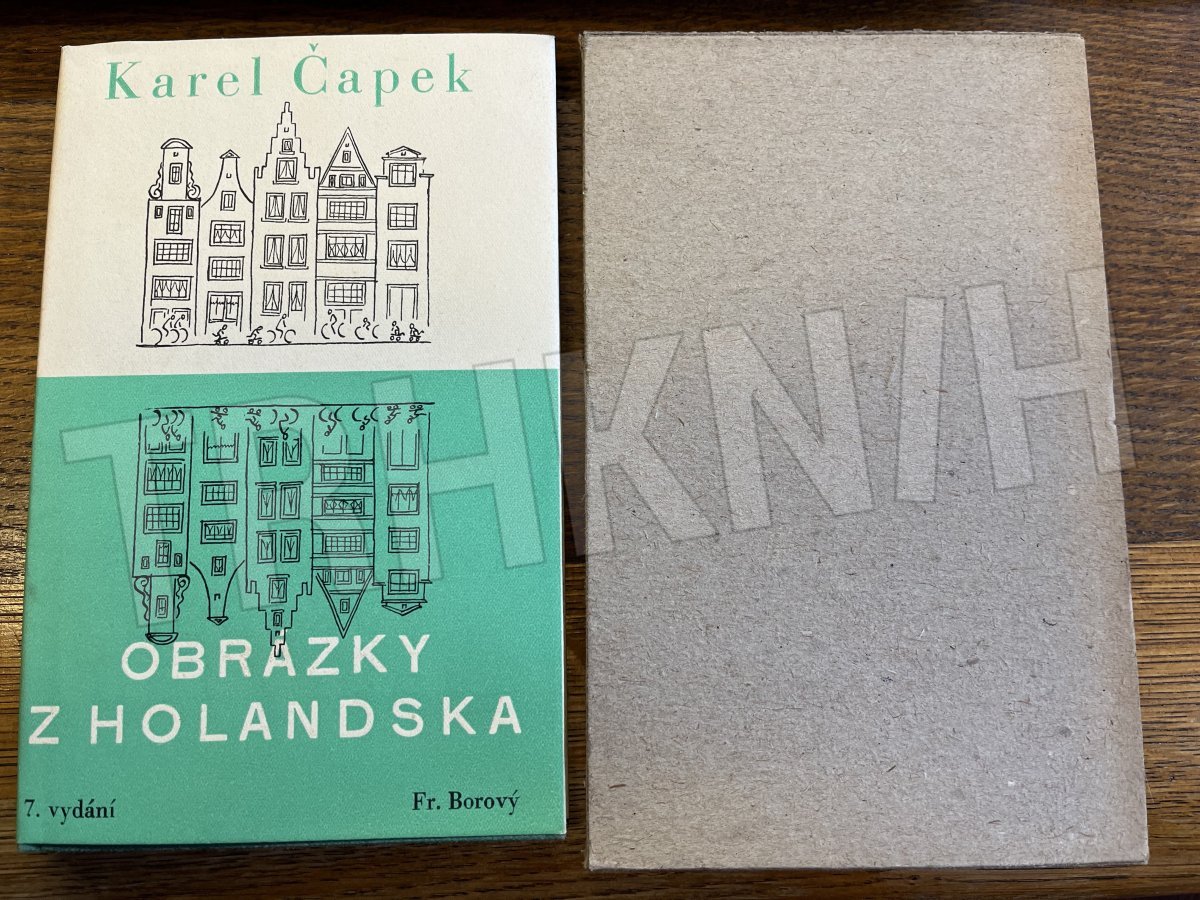 Karel Čapek
OBRÁZKY
Z HOLANDSKA
7. vydání
Fr. Borový
TRHKNIH